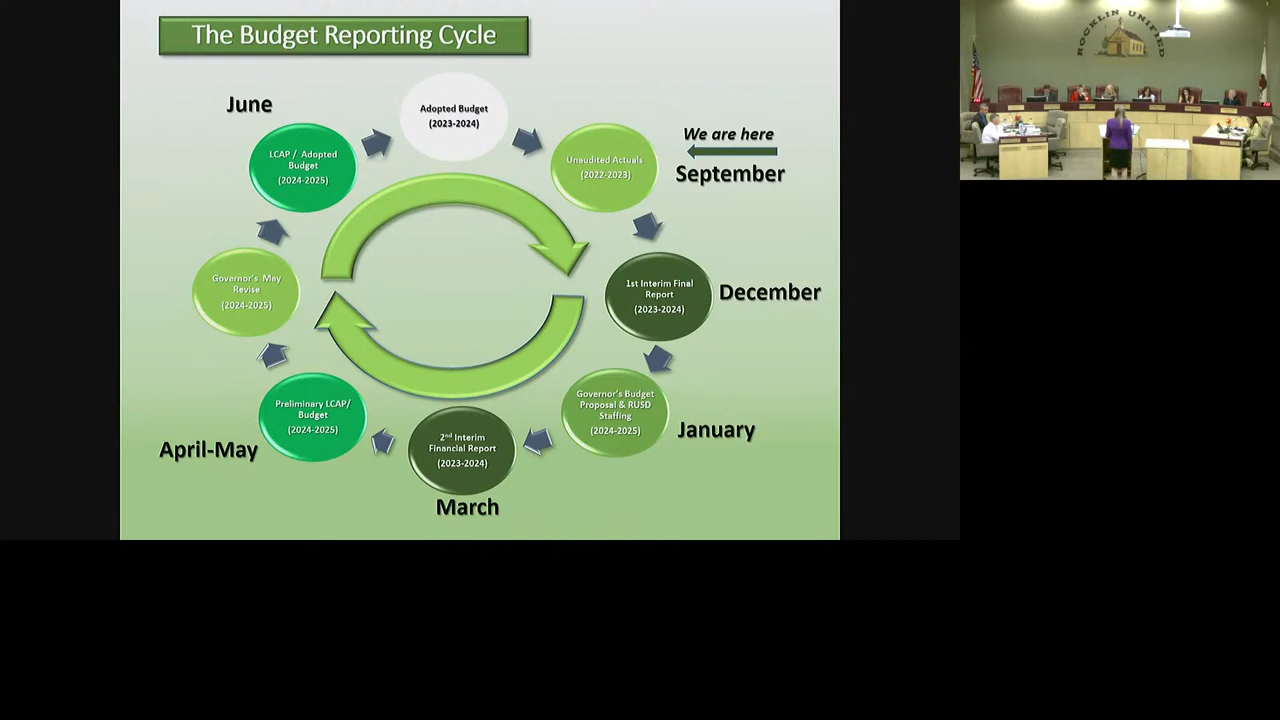 The Budget Reporting Cycle
June
Adopted Budget
(2023-2024)
LCAP / Adopted
Budget
(2024-2025)
Unaudited Actuals
(2022-2023)
We are here
September
Governor's May
Revise
(2024-2025)
1st Interim Final
Report
(2023-2024)
December
Preliminary LCAP/
Budget
(2024-2025)
Governor's Budget
Proposal & RUSD
Staffing
(2024-2025)
January
April-May
2nd Interim
Financial Report
(2023-2024)
March
ROCKLIN UNIFIED